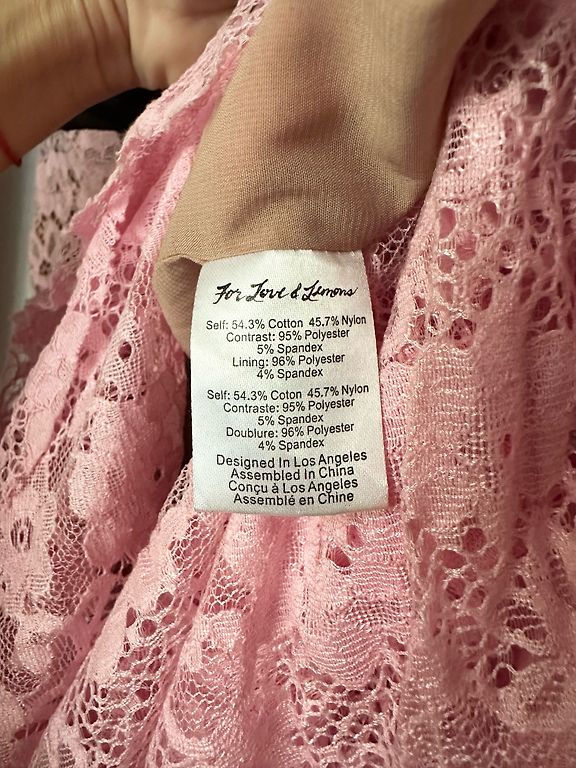 For Love & Lemons
Self: 54.3% Cotton 45.7% Nylon
Contrast: 95% Polyester
5% Spandex
Lining: 96% Polyester
4% Spandex
Self: 54.3% Coton 45.7% Nylon
Contraste: 95% Polyester
5% Spandex
Doublure: 96% Polyester
4% Spandex
Designed In Los Angeles
Assembled in China
Conçu à Los Angeles
Assemblé en Chine